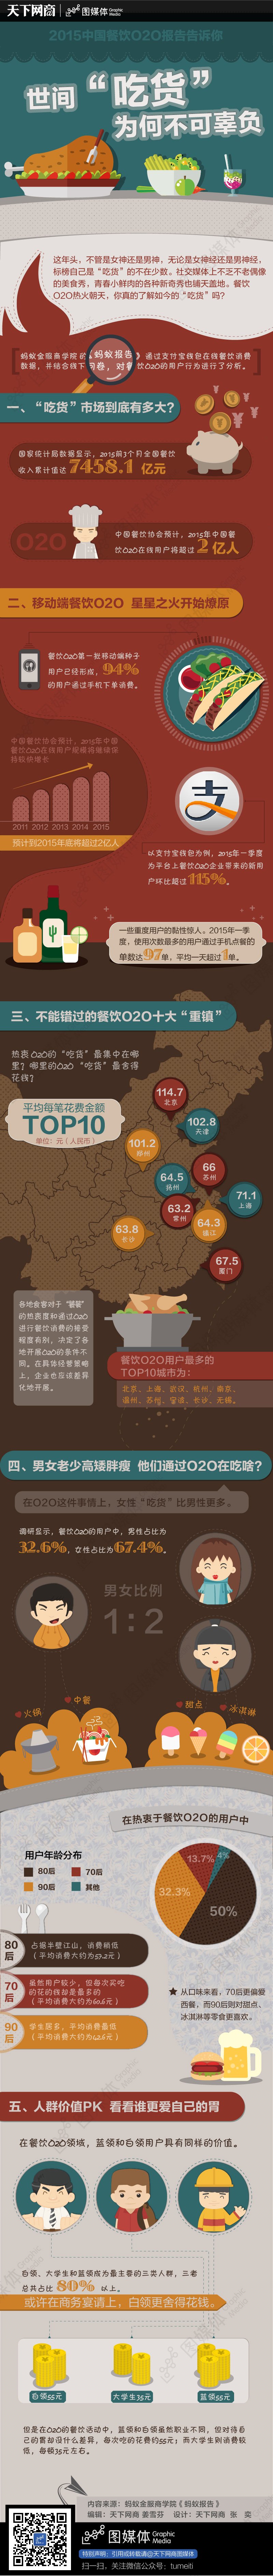 天下网商 图媒体 Graphic Media
2015中国餐饮O2O报告告诉你
世间“吃货”
为何不可辜负
这年头，不管是女神还是男神，无论是女神经还是男神经，
标榜自己是“吃货”的不在少数。社交媒体上不乏不老偶像
的美食秀，青春小鲜肉的各种新奇秀也铺天盖地。餐饮
O2O热火朝天，你真的了解如今的“吃货”吗？
蚂蚁金服商学院的《蚂蚁报告》通过支付宝钱包在线餐饮消费
数据，并结合线下问卷，对餐饮O2O的用户行为进行了分析。
一、“吃货”市场到底有多大？
国家统计局数据显示，2015前3个月全国餐饮
收入累计值达 7458.1 亿元
O2O
中国餐饮协会预计，2015年中国餐
饮O2O在线用户将超过 2 亿人
二、移动端餐饮O2O 星星之火开始燎原
餐饮O2O第一批移动端种子
用户已经形成，94%
的用户通过手机下单消费。
中国餐饮协会预计，2015年中国
餐饮O2O在线用户规模将继续保
持较快增长
2011 2012 2013 2014 2015
预计到2015年底将超过2亿人
以支付宝钱包为例，2015年一季度
为平台上餐饮O2O企业带来的新用
户环比超过 115%。
一些重度用户的黏性惊人。2015年一季
度，使用次数最多的用户通过手机点餐的
单数达 97 单，平均一天超过 1 单。
三、不能错过的餐饮O2O十大“重镇”
热衷O2O的“吃货”最集中在哪
里？哪里的O2O“吃货”最舍得
花钱？
平均每笔花费金额
TOP10
单位：元（人民币）
114.7
北京
102.8
天津
101.2
郑州
66
苏州
64.5
扬州
71.1
上海
63.2
常州
64.3
镇江
63.8
长沙
67.5
厦门
各地食客对于“饕餮”
的热衷度和通过O2O
进行餐饮消费的接受
程度有别，决定了各
地开展O2O的条件不
同。在具体经营策略
上，企业也应该差异
化地开展。
餐饮O2O用户最多的
TOP10城市为：
北京、上海、武汉、杭州、南京、
温州、苏州、宁波、长沙、无锡。
四、男女老少高矮胖瘦 他们通过O2O在吃啥？
在O2O这件事情上，女性“吃货”比男性更多。
调研显示，餐饮O2O的用户中，男性占比为
32.6%，女性占比为67.4%。
男女比例
1：2
火锅
中餐
甜点
冰淇淋
在热衷于餐饮O2O的用户中
用户年龄分布
80后 70后
90后 其他
13.7% 4%
32.3%
50%
80后
占据半壁江山，消费稍低
（平均消费大约为57.2元）
70后
虽然用户较少，但每次买吃
的花的钱却是最多的
（平均消费大约为60.6元）
90后
学生居多，平均消费最低
（平均消费大约为42.6元）
从口味来看，70后更偏爱
西餐，而90后则对甜点、
冰淇淋等零食更喜欢。
五、人群价值PK 看看谁更爱自己的胃
在餐饮O2O领域，蓝领和白领用户具有同样的价值。
白领、大学生和蓝领成为最主要的三类人群，三者
总共占比 80% 以上。
或许在商务宴请上，白领更舍得花钱。
白领55元 大学生35元 蓝领55元
但是在O2O的餐饮活动中，蓝领和白领虽然职业不同，但对待自
己的胃却没什么差异，每次吃的花费约55元；而大学生则消费较
低，每顿35元左右。
内容来源：蚂蚁金服商学院《蚂蚁报告》
编辑：天下网商 姜雪芬 设计：天下网商 张 奕
图媒体 Graphic Media
特别声明：引用或转载请@天下网商图媒体
扫一扫，关注微信公众号：tumeiti